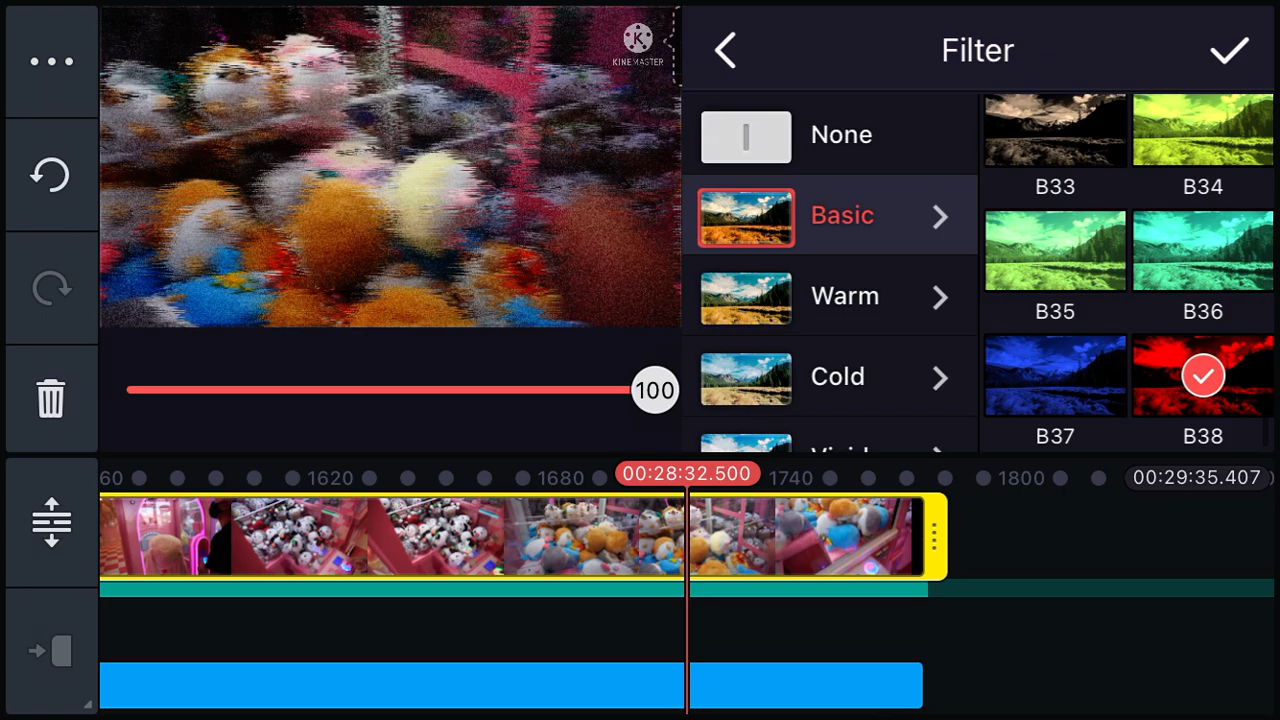 KINEMASTER
Filter
None
Basic
Warm
Cold
Vivid
B33
B34
B35
B36
B37
B38
100
60
1620
1680
00:28:32.500
1740
1800
00:29:35.407